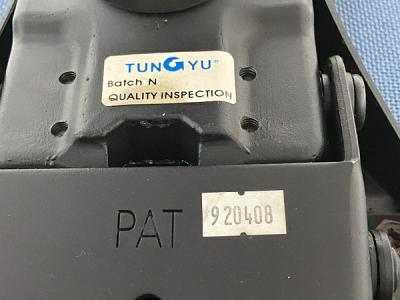 TUNGYU
Batch N
QUALITY INSPECTION
PAT
920408